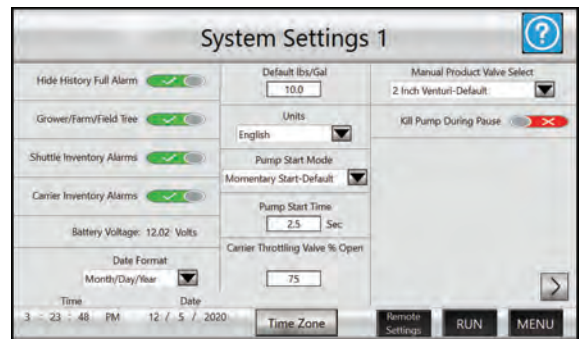 System Settings 1
?
Hide History Full Alarm
Grower/Farm/Field Tree
Shuttle Inventory Alarms
Carrier Inventory Alarms
Battery Voltage: 12.02 Volts
Date Format
Month/Day/Year
Time Date
3 : 23 : 48 PM 12 / 5 / 2020
Default lbs/Gal
10.0
Units
English
Pump Start Mode
Momentary Start-Default
Pump Start Time
2.5 Sec
Carrier Throttling Valve % Open
75
Time Zone
Manual Product Valve Select
2 Inch Venturi-Default
Kill Pump During Pause
>
Remote
Settings
RUN
MENU